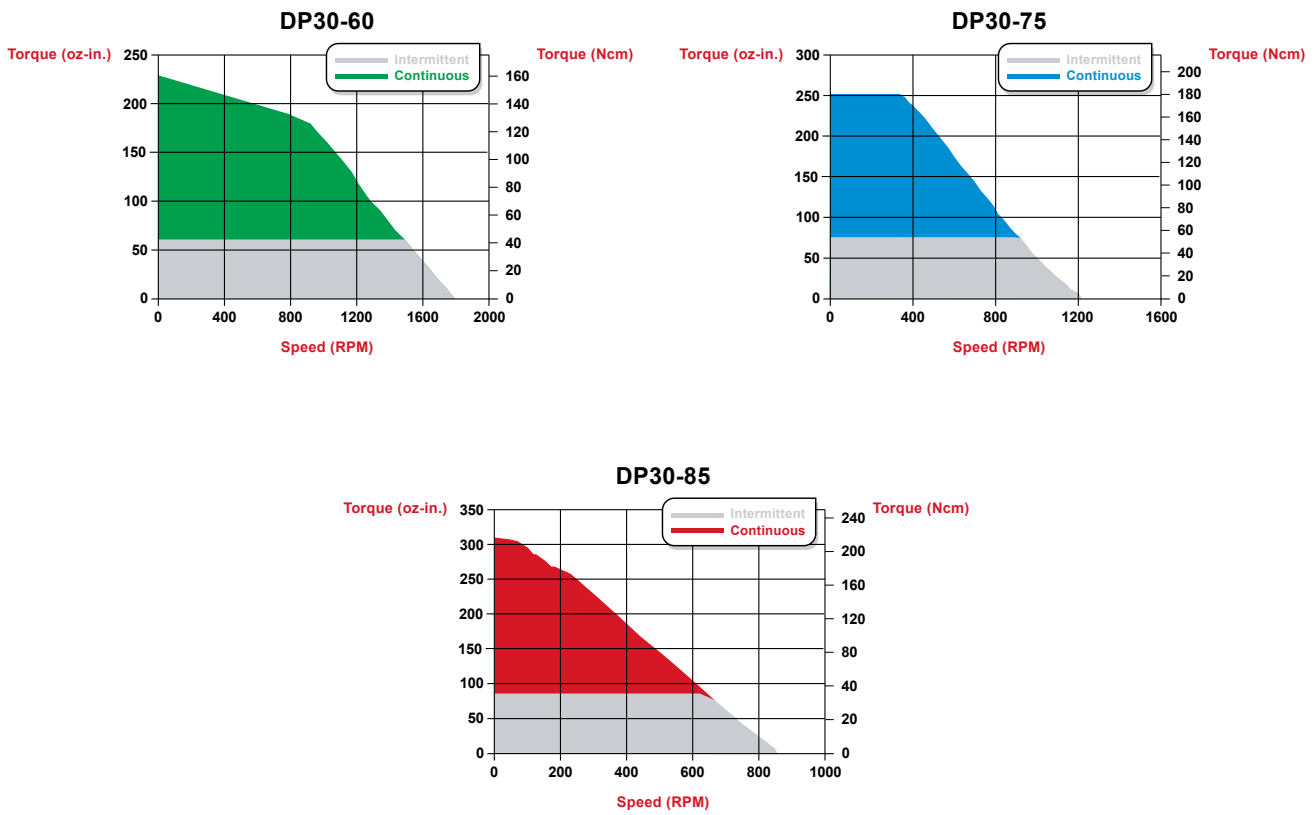 DP30-60
Torque (oz-in.)
Torque (Ncm)
Intermittent
Continuous
250
200
150
100
50
0
160
140
120
100
80
60
40
20
0
0 400 800 1200 1600 2000
Speed (RPM)
DP30-75
Torque (oz-in.)
Torque (Ncm)
Intermittent
Continuous
300
250
200
150
100
50
0
200
180
160
140
120
100
80
60
40
20
0
0 400 800 1200 1600
Speed (RPM)
DP30-85
Torque (oz-in.)
Torque (Ncm)
Intermittent
Continuous
350
300
250
200
150
100
50
0
240
200
160
120
80
40
20
0
0 200 400 600 800 1000
Speed (RPM)